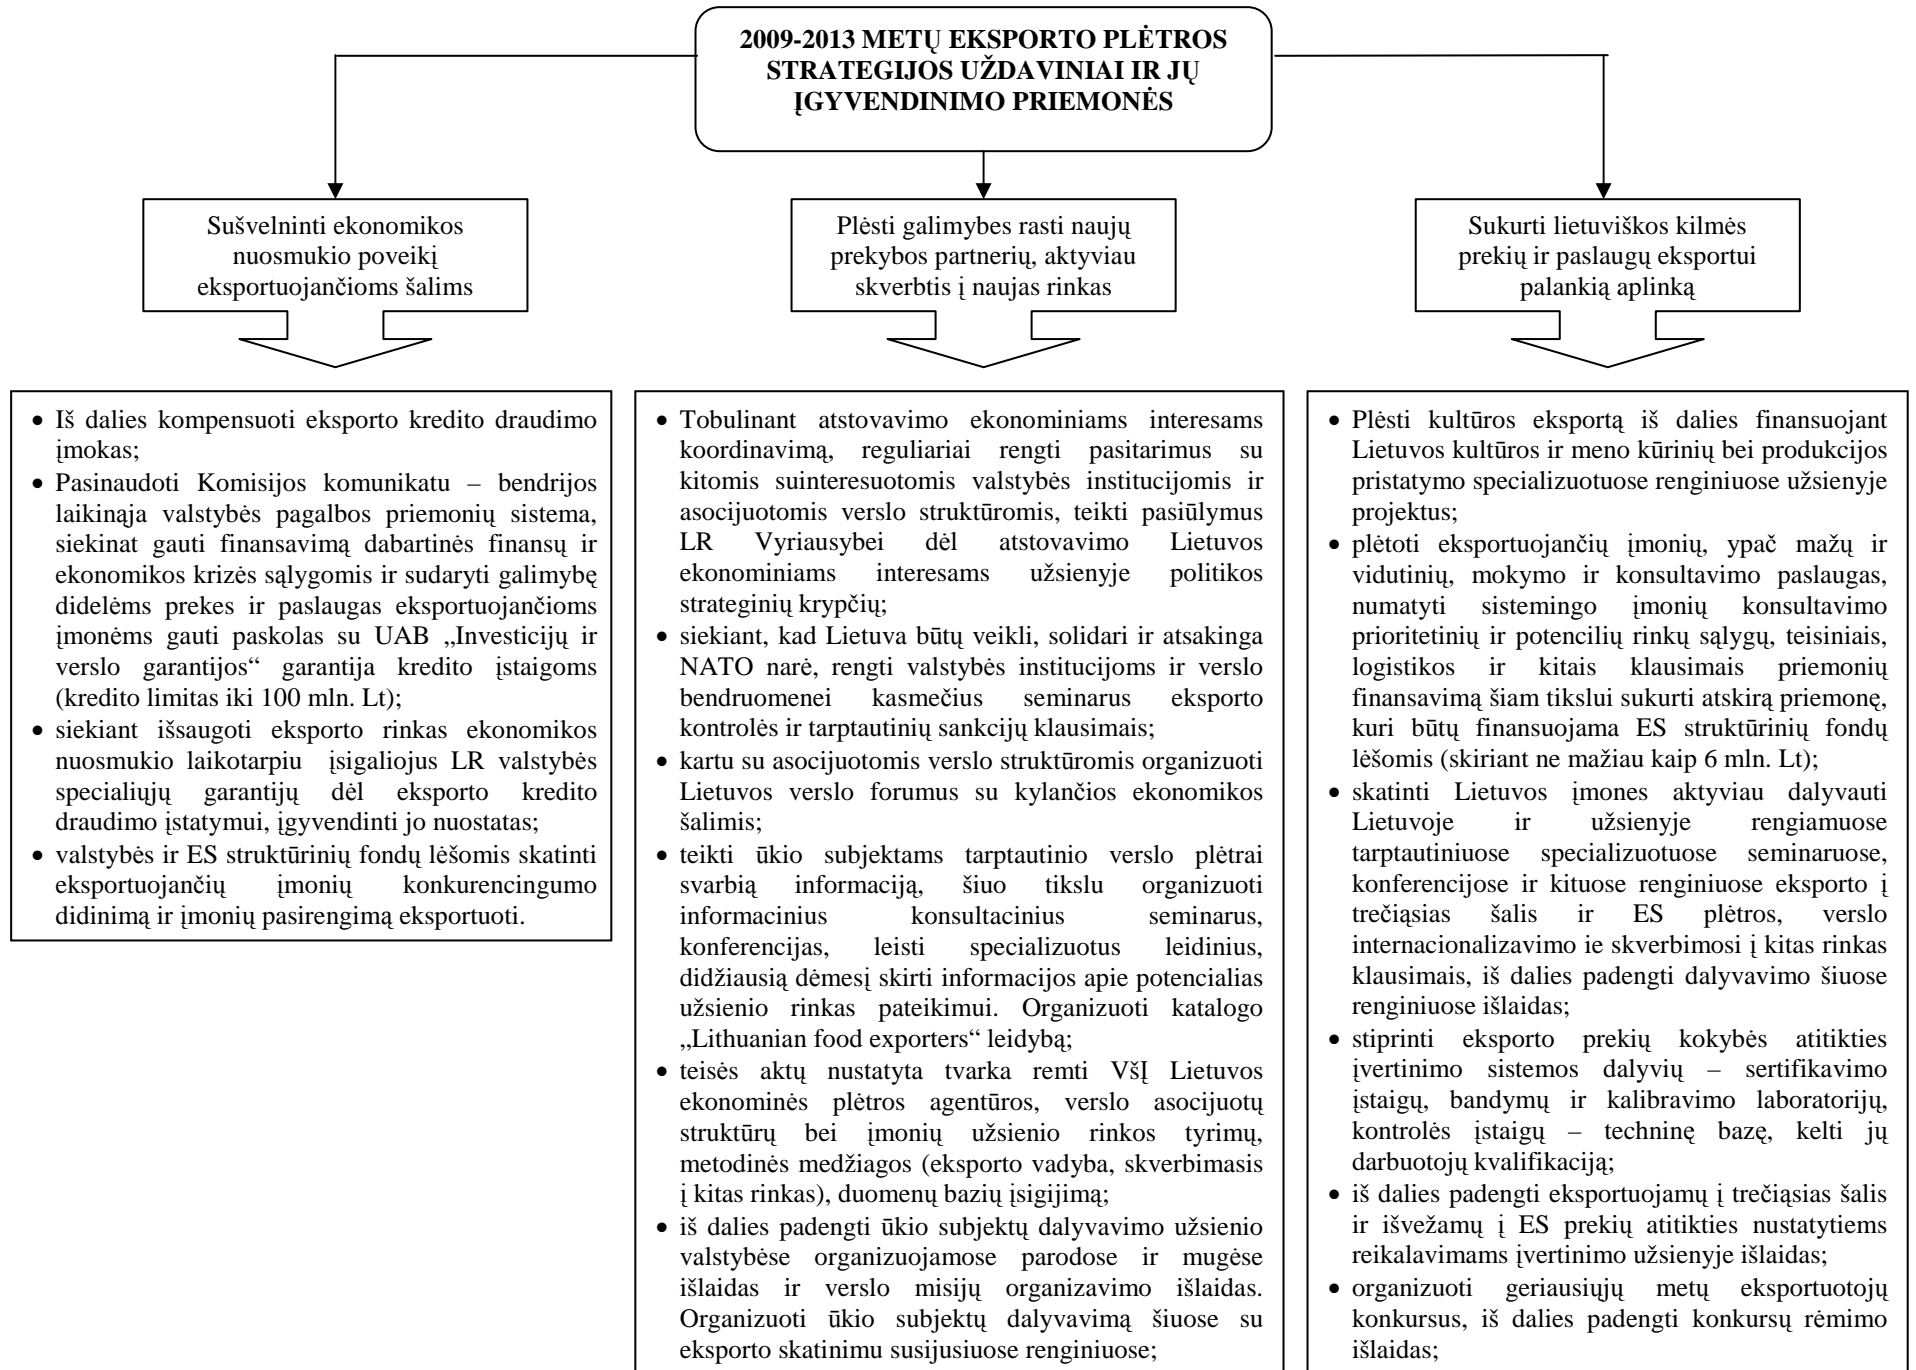 2009-2013 METŲ EKSPORTO PLĖTROS
STRATEGIJOS UŽDAVINIAI IR JŲ
ĮGYVENDINIMO PRIEMONĖS
Sušvelninti ekonomikos
nuosmukio poveikį
eksportuojančioms šalims
Plėsti galimybes rasti naujų
prekybos partnerių, aktyviau
skverbtis į naujas rinkas
Sukurti lietuviškos kilmės
prekių ir paslaugų eksportui
palankią aplinką
• Iš dalies kompensuoti eksporto kredito draudimo
įmokas;
• Pasinaudoti Komisijos komunikatu – bendrijos
laikinąja valstybės pagalbos priemonių sistema,
siekinat gauti finansavimą dabartinės finansų ir
ekonomikos krizės sąlygomis ir sudaryti galimybę
didelėms prekes ir paslaugas eksportuojančioms
įmonėms gauti paskolas su UAB „Investicijų ir
verslo garantijos“ garantija kredito įstaigoms
(kredito limitas iki 100 mln. Lt);
• siekiant išsaugoti eksporto rinkas ekonomikos
nuosmukio laikotarpiu įsigaliojus LR valstybės
specialiųjų garantijų dėl eksporto kredito
draudimo įstatymui, įgyvendinti jo nuostatas;
• valstybės ir ES struktūrinių fondų lėšomis skatinti
eksportuojančių įmonių konkurencingumo
didinimą ir įmonių pasirengimą eksportuoti.
• Tobulinant atstovavimo ekonominiams interesams
koordinavimą, reguliariai rengti pasitarimus su
kitomis suinteresuotomis valstybės institucijomis ir
asocijuotomis verslo struktūromis, teikti pasiūlymus
LR Vyriausybei dėl atstovavimo Lietuvos
ekonominiams interesams užsienyje politikos
strateginių krypčių;
• siekiant, kad Lietuva būtų veikli, solidari ir atsakinga
NATO narė, rengti valstybės institucijoms ir verslo
bendruomenei kasmečius seminarus eksporto
kontrolės ir tarptautinių sankcijų klausimais;
• kartu su asocijuotomis verslo struktūromis organizuoti
Lietuvos verslo forumus su kylančios ekonomikos
šalimis;
• teikti ūkio subjektams tarptautinio verslo plėtrai
svarbią informaciją, šiuo tikslu organizuoti
informacinius konsultacinius seminarus,
konferencijas, leisti specializuotus leidinius,
didžiausią dėmesį skirti informacijos apie potencialias
užsienio rinkas pateikimui. Organizuoti katalogo
„Lithuanian food exporters“ leidybą;
• teisės aktų nustatyta tvarka remti VšĮ Lietuvos
ekonominės plėtros agentūros, verslo asocijuotų
struktūrų bei įmonių užsienio rinkos tyrimų,
metodinės medžiagos (eksporto vadyba, skverbimasis
į kitas rinkas), duomenų bazių įsigijimą;
• iš dalies padengti ūkio subjektų dalyvavimo užsienio
valstybėse organizuojamose parodose ir mugėse
išlaidas ir verslo misijų organizavimo išlaidas.
Organizuoti ūkio subjektų dalyvavimą šiuose su
eksporto skatinimu susijusiuose renginiuose;
• Plėsti kultūros eksportą iš dalies finansuojant
Lietuvos kultūros ir meno kūrinių bei produkcijos
pristatymo specializuotuose renginiuose užsienyje
projektus;
• plėtoti eksportuojančių įmonių, ypač mažų ir
vidutinių, mokymo ir konsultavimo paslaugas,
numatyti sistemingo įmonių konsultavimo
prioritetinių ir potencilių rinkų sąlygų, teisiniais,
logistikos ir kitais klausimais priemonių
finansavimą šiam tikslui sukurti atskirą priemonę,
kuri būtų finansuojama ES struktūrinių fondų
lėšomis (skiriant ne mažiau kaip 6 mln. Lt);
• skatinti Lietuvos įmones aktyviau dalyvauti
Lietuvoje ir užsienyje rengiamuose
tarptautiniuose specializuotuose seminaruose,
konferencijose ir kituose renginiuose eksporto į
trečiąsias šalis ir ES plėtros, verslo
internacionalizavimo ie skverbimosi į kitas rinkas
klausimais, iš dalies padengti dalyvavimo šiuose
renginiuose išlaidas;
• stiprinti eksporto prekių kokybės atitikties
įvertinimo sistemos dalyvių – sertifikavimo
įstaigų, bandymų ir kalibravimo laboratorijų,
kontrolės įstaigų – techninę bazę, kelti jų
darbuotojų kvalifikaciją;
• iš dalies padengti eksportuojamų į trečiąsias šalis
ir išvežamų į ES prekių atitikties nustatytiems
reikalavimams įvertinimo užsienyje išlaidas;
• organizuoti geriausiųjų metų eksportuotojų
konkursus, iš dalies padengti konkursų rėmimo
išlaidas;